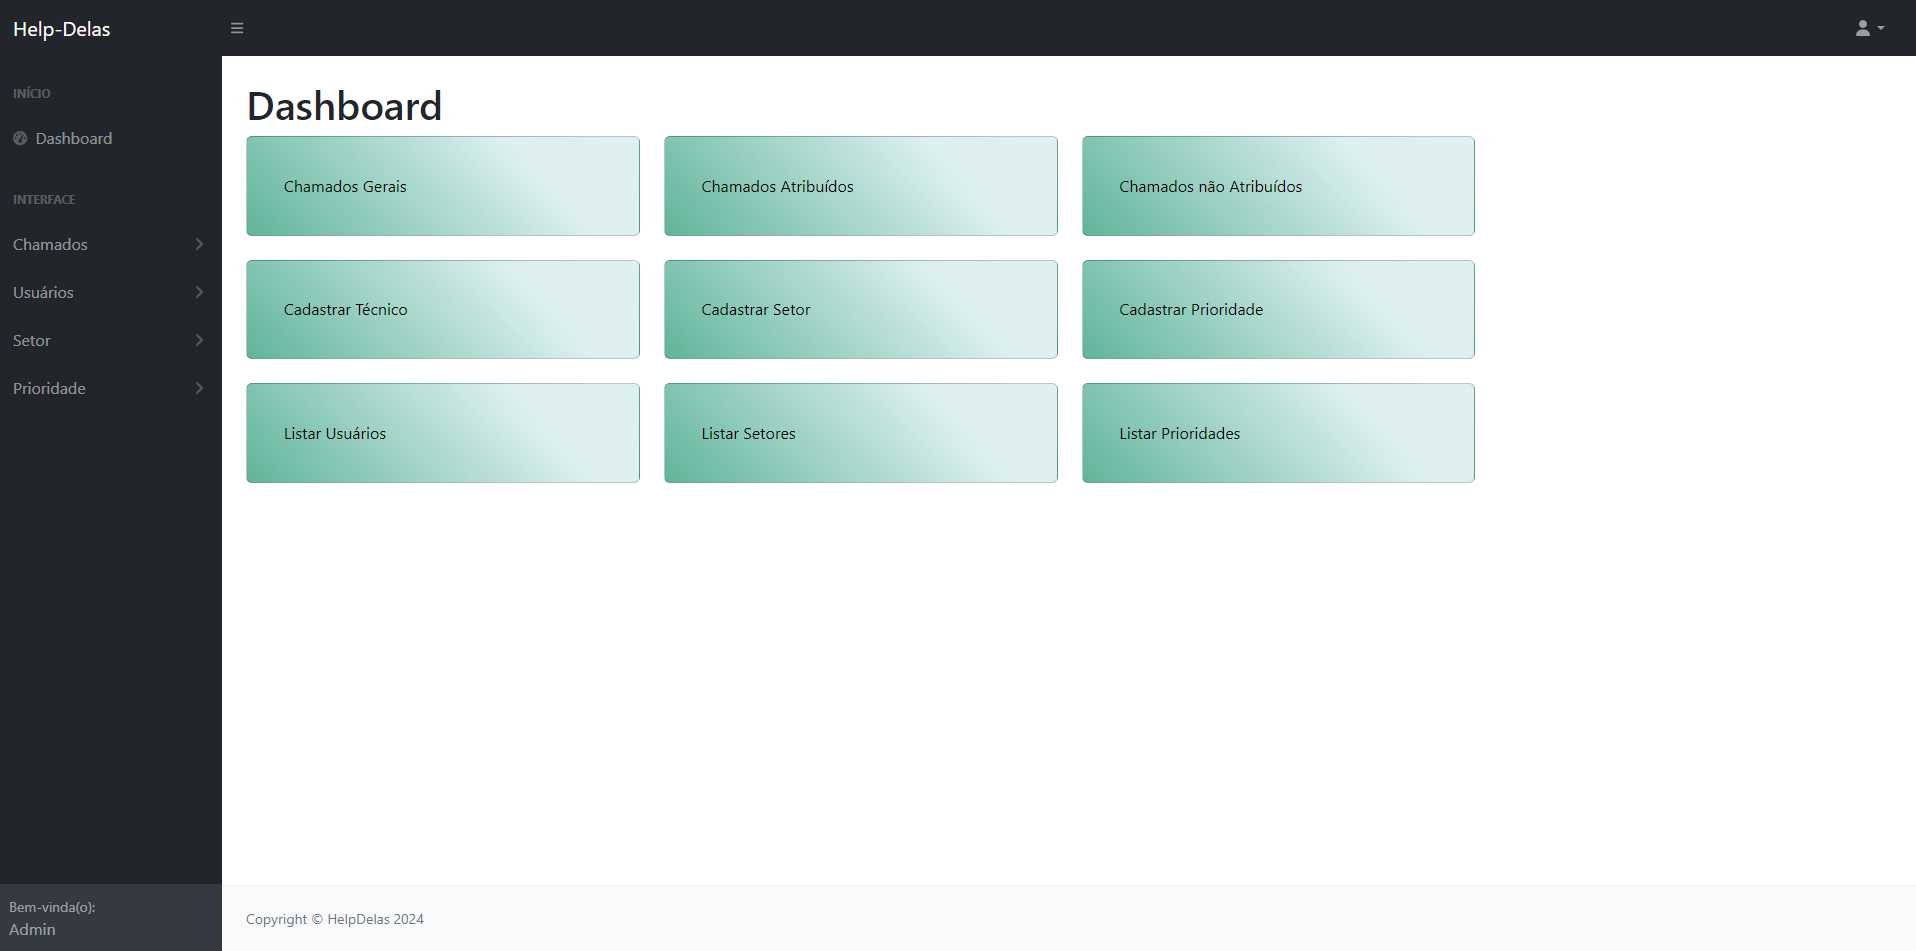 Help-Delas
INÍCIO
Dashboard
INTERFACE
Chamados
Usuários
Setor
Prioridade
Bem-vinda(o):
Admin
Dashboard
Chamados Gerais
Chamados Atribuídos
Chamados não Atribuídos
Cadastrar Técnico
Cadastrar Setor
Cadastrar Prioridade
Listar Usuários
Listar Setores
Listar Prioridades
Copyright © HelpDelas 2024